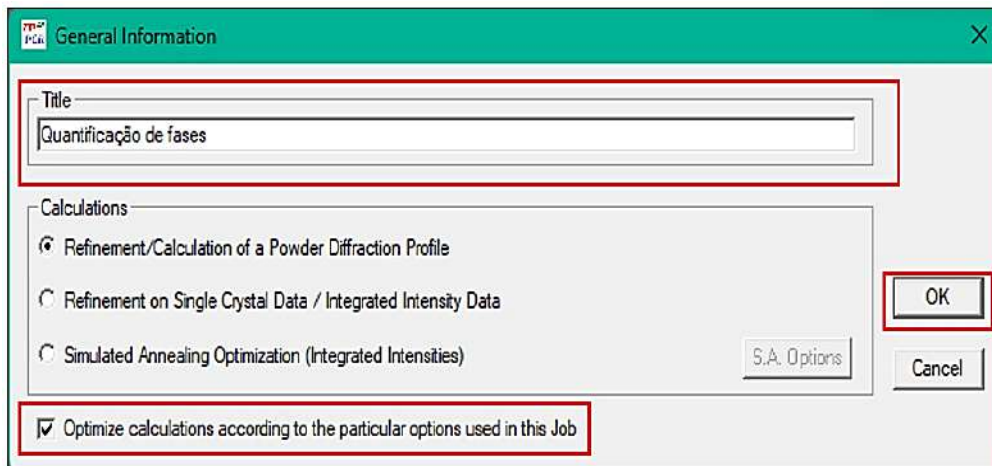 General Information
Title
Quantificação de fases
Calculations
Refinement/Calculation of a Powder Diffraction Profile
Refinement on Single Crystal Data / Integrated Intensity Data
OK
Simulated Annealing Optimization (Integrated Intensities)
S.A. Options
Cancel
Optimize calculations according to the particular options used in this Job